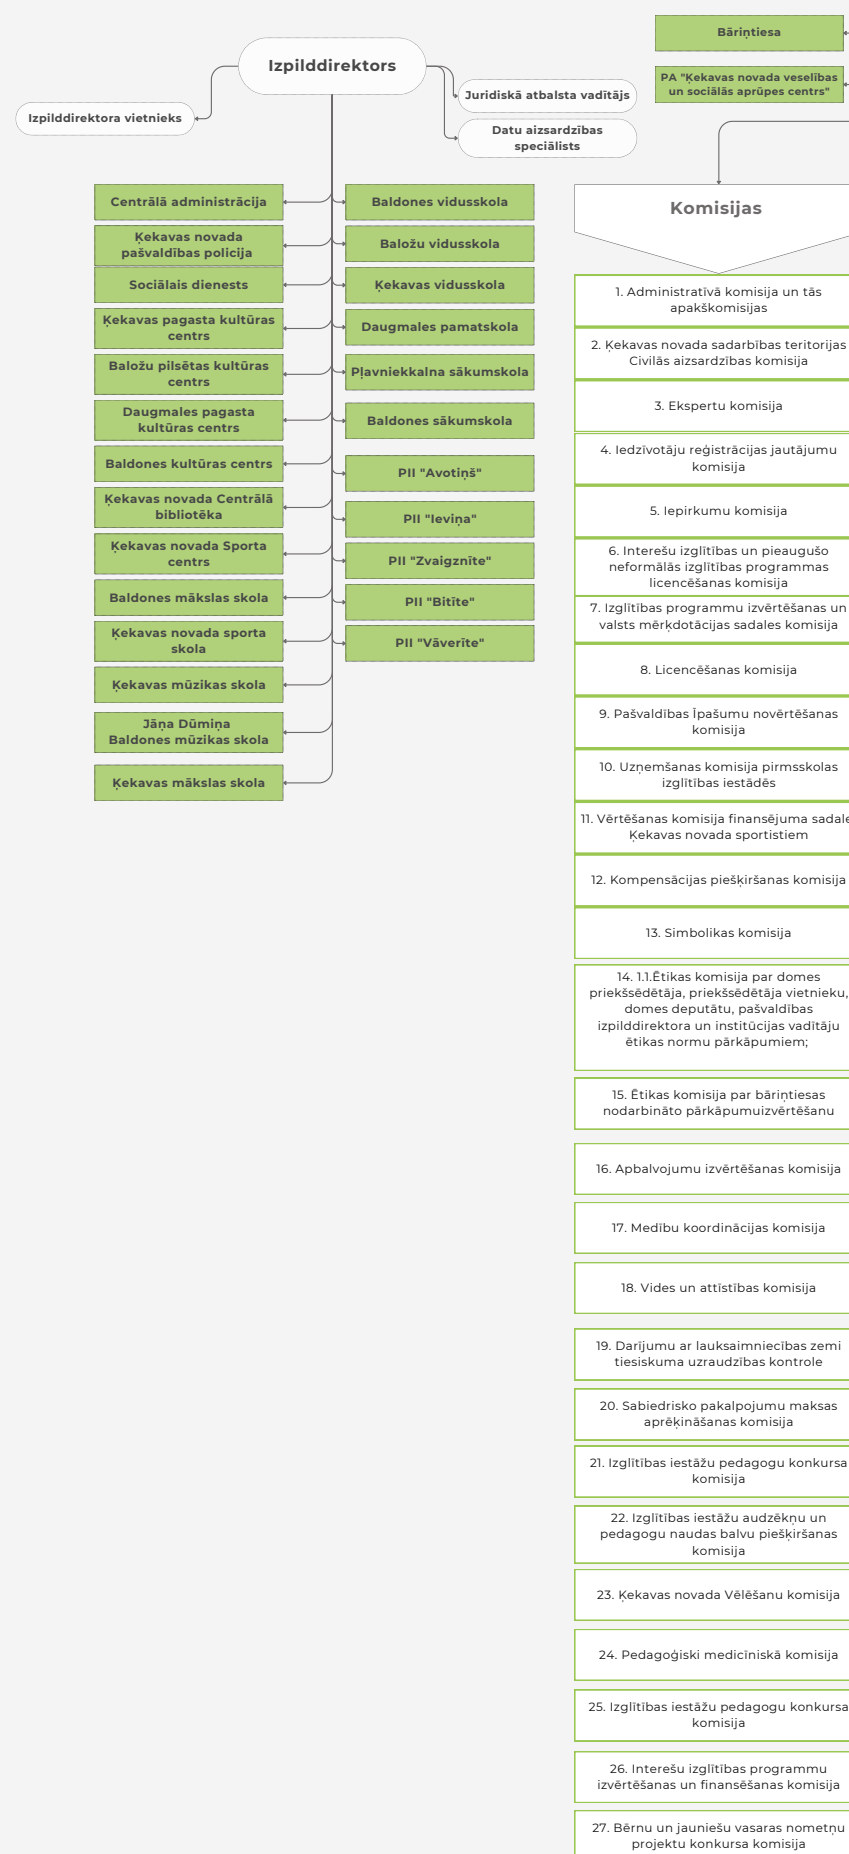 Izpilddirektors
Izpilddirektora vietnieks
Juridiskā atbalsta vadītājs
Datu aizsardzības
speciālists
Bāriņtiesa
PA "Ķekavas novada veselības
un sociālās aprūpes centrs"
Centrālā administrācija
Ķekavas novada
pašvaldības policija
Sociālais dienests
Ķekavas pagasta kultūras
centrs
Baložu pilsētas kultūras
centrs
Daugmales pagasta
kultūras centrs
Baldones kultūras centrs
Ķekavas novada Centrālā
bibliotēka
Ķekavas novada Sporta
centrs
Baldones mākslas skola
Ķekavas novada sporta
skola
Ķekavas mūzikas skola
Jāņa Dūmiņa
Baldones mūzikas skola
Ķekavas mākslas skola
Baldones vidusskola
Baložu vidusskola
Ķekavas vidusskola
Daugmales pamatskola
Pļavniekkalna sākumskola
Baldones sākumskola
PII "Avotiņš"
PII "Ieviņa"
PII "Zvaigznīte"
PII "Bitīte"
PII "Vāverīte"
Komisijas
1. Administratīvā komisija un tās
apakškomisijas
2. Ķekavas novada sadarbības teritorijas
Civilās aizsardzības komisija
3. Ekspertu komisija
4. Iedzīvotāju reģistrācijas jautājumu
komisija
5. Iepirkumu komisija
6. Interešu izglītības un pieaugušo
neformālās izglītības programmas
licencēšanas komisija
7. Izglītības programmu izvērtēšanas un
valsts mērķdotācijas sadales komisija
8. Licencēšanas komisija
9. Pašvaldības Īpašumu novērtēšanas
komisija
10. Uzņemšanas komisija pirmsskolas
izglītības iestādēs
11. Vērtēšanas komisija finansējuma sadale
Ķekavas novada sportistiem
12. Kompensācijas piešķiršanas komisija
13. Simbolikas komisija
14. 1.1.Ētikas komisija par domes
priekšsēdētāja, priekšsēdētāja vietnieku,
domes deputātu, pašvaldības
izpilddirektora un institūcijas vadītāju
ētikas normu pārkāpumiem;
15. Ētikas komisija par bāriņtiesas
nodarbināto pārkāpumuizvērtēšanu
16. Apbalvojumu izvērtēšanas komisija
17. Medību koordinācijas komisija
18. Vides un attīstības komisija
19. Darījumu ar lauksaimniecības zemi
tiesiskuma uzraudzības kontrole
20. Sabiedrisko pakalpojumu maksas
aprēķināšanas komisija
21. Izglītības iestāžu pedagogu konkursa
komisija
22. Izglītības iestāžu audzēkņu un
pedagogu naudas balvu piešķiršanas
komisija
23. Ķekavas novada Vēlēšanu komisija
24. Pedagoģiski medicīniskā komisija
25. Izglītības iestāžu pedagogu konkursa
komisija
26. Interešu izglītības programmu
izvērtēšanas un finansēšanas komisija
27. Bērnu un jauniešu vasaras nometņu
projektu konkursa komisija